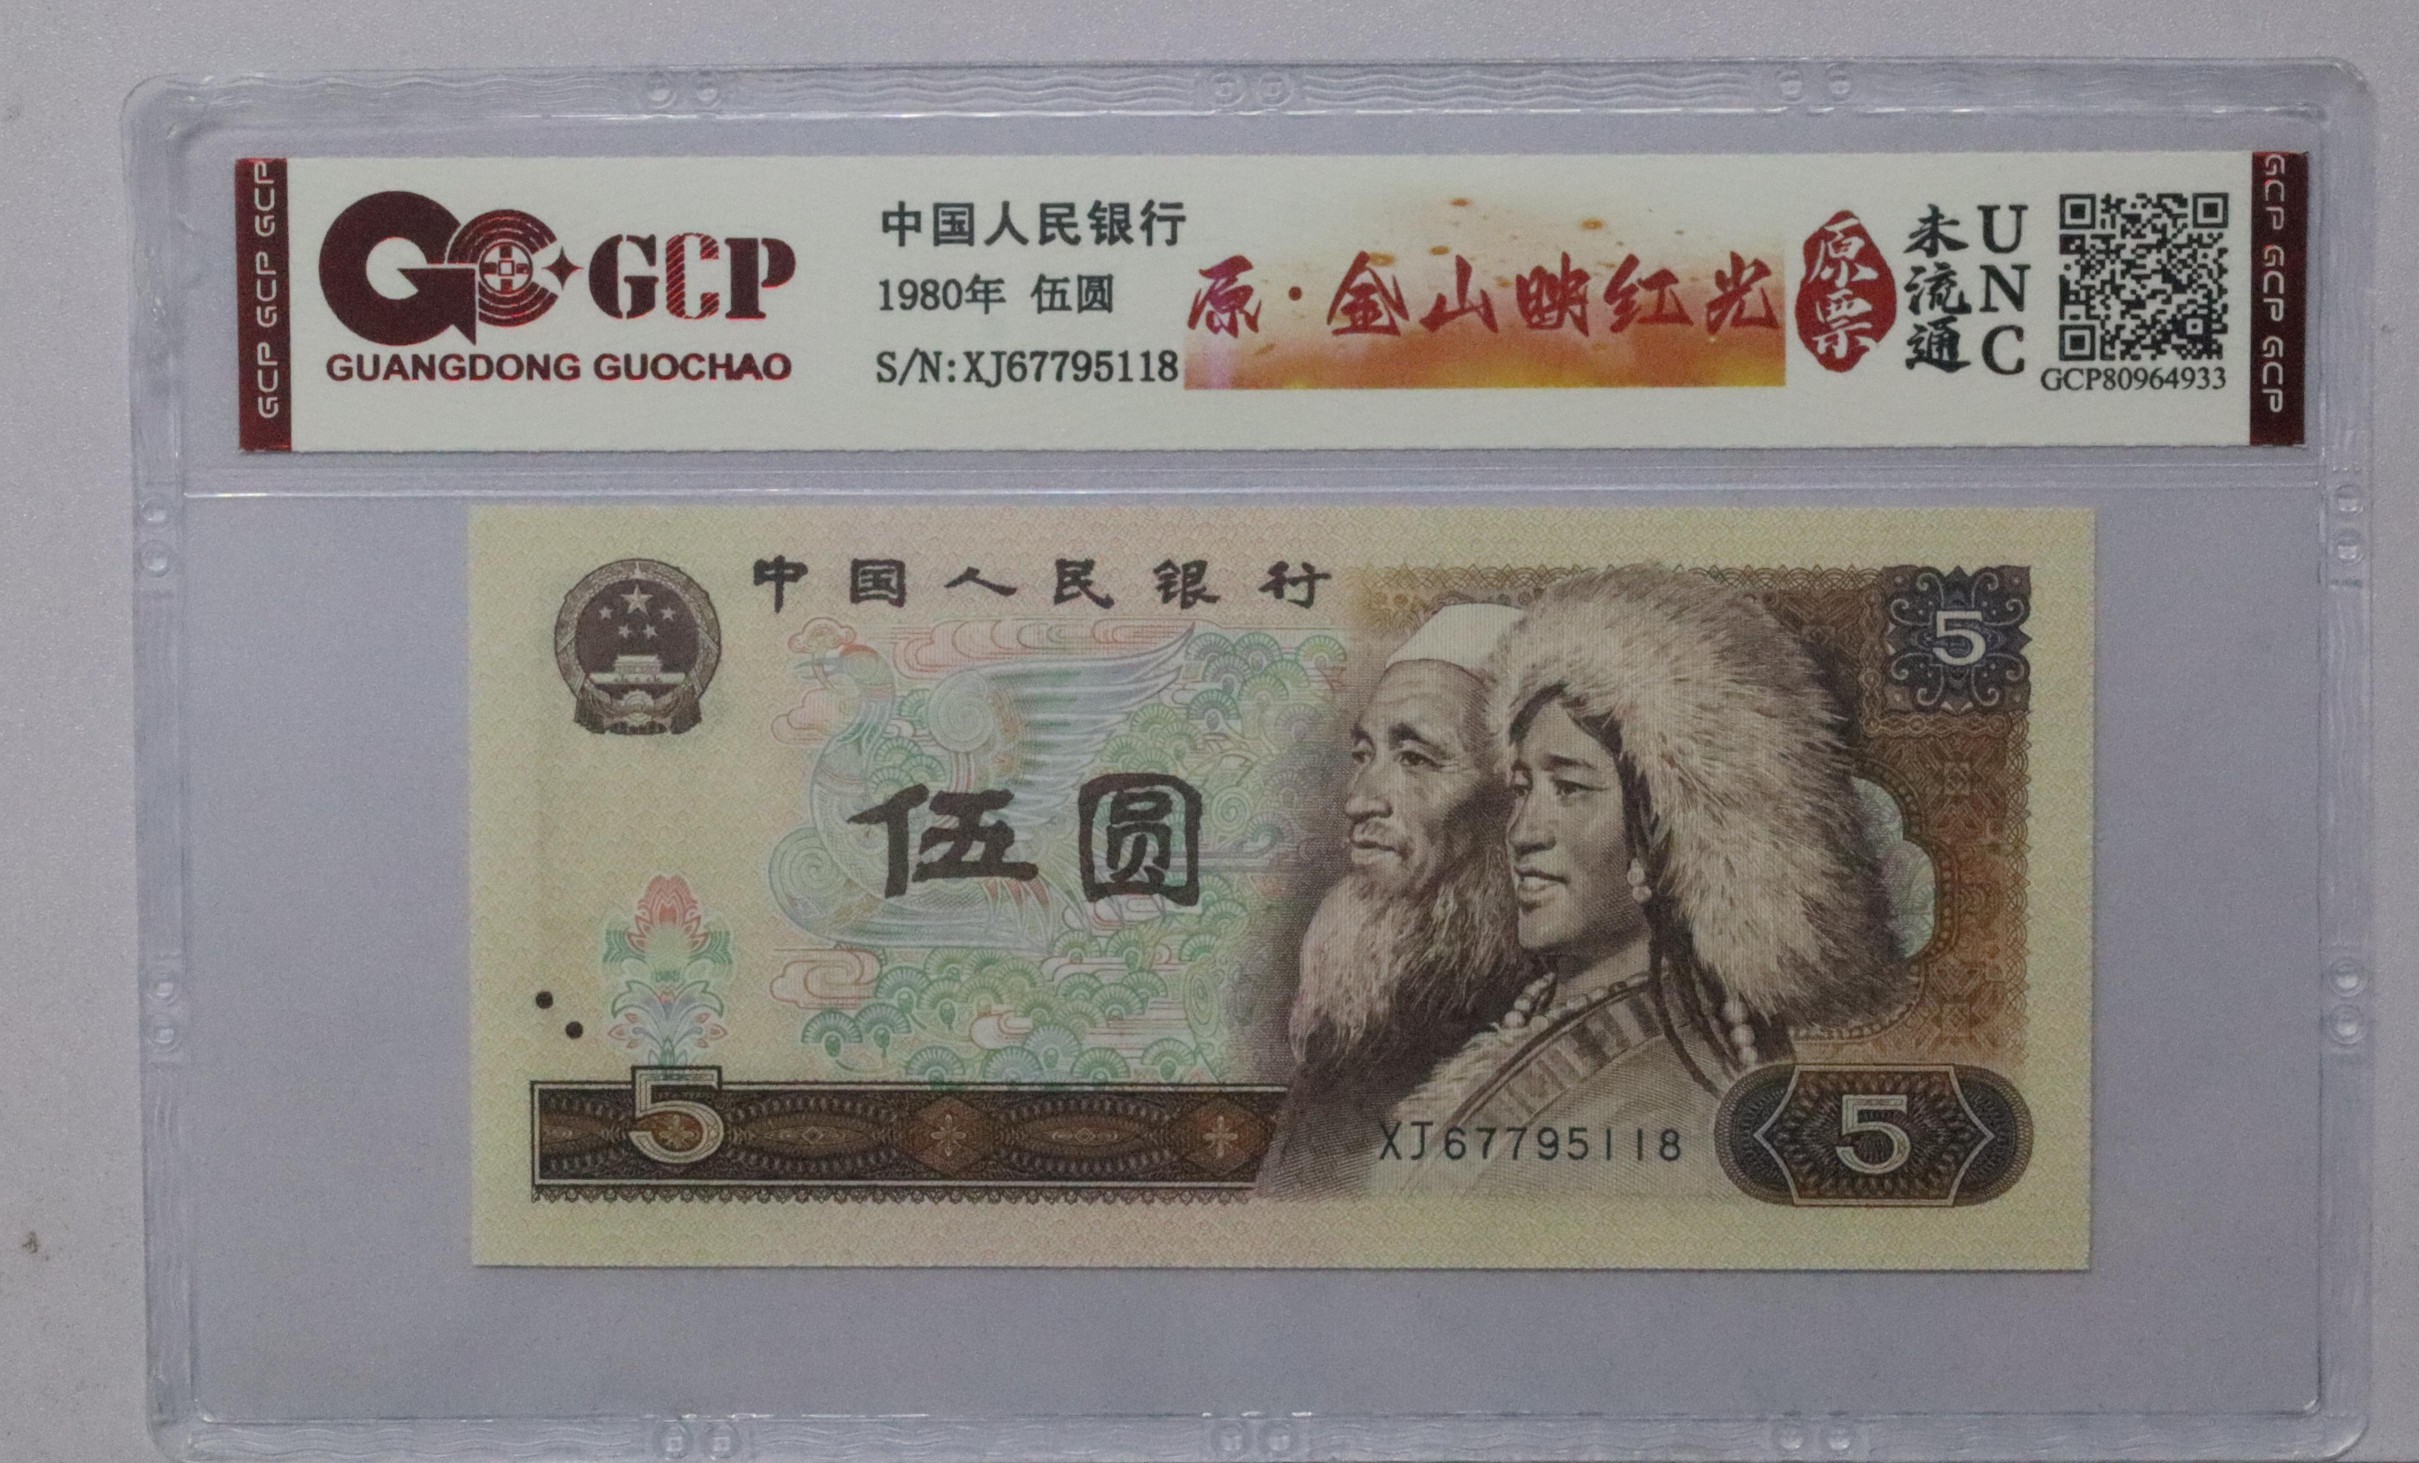 GCP GCP GCP
GCP
GUANGDONG GUOCHAO
中国人民银行
1980年 伍圆
S/N:XJ67795118
原·金山映红光
原票
未流通
UNC
GCP80964933
GCP GCP GCP
中国人民银行
5
伍圆
5
XJ67795118
5